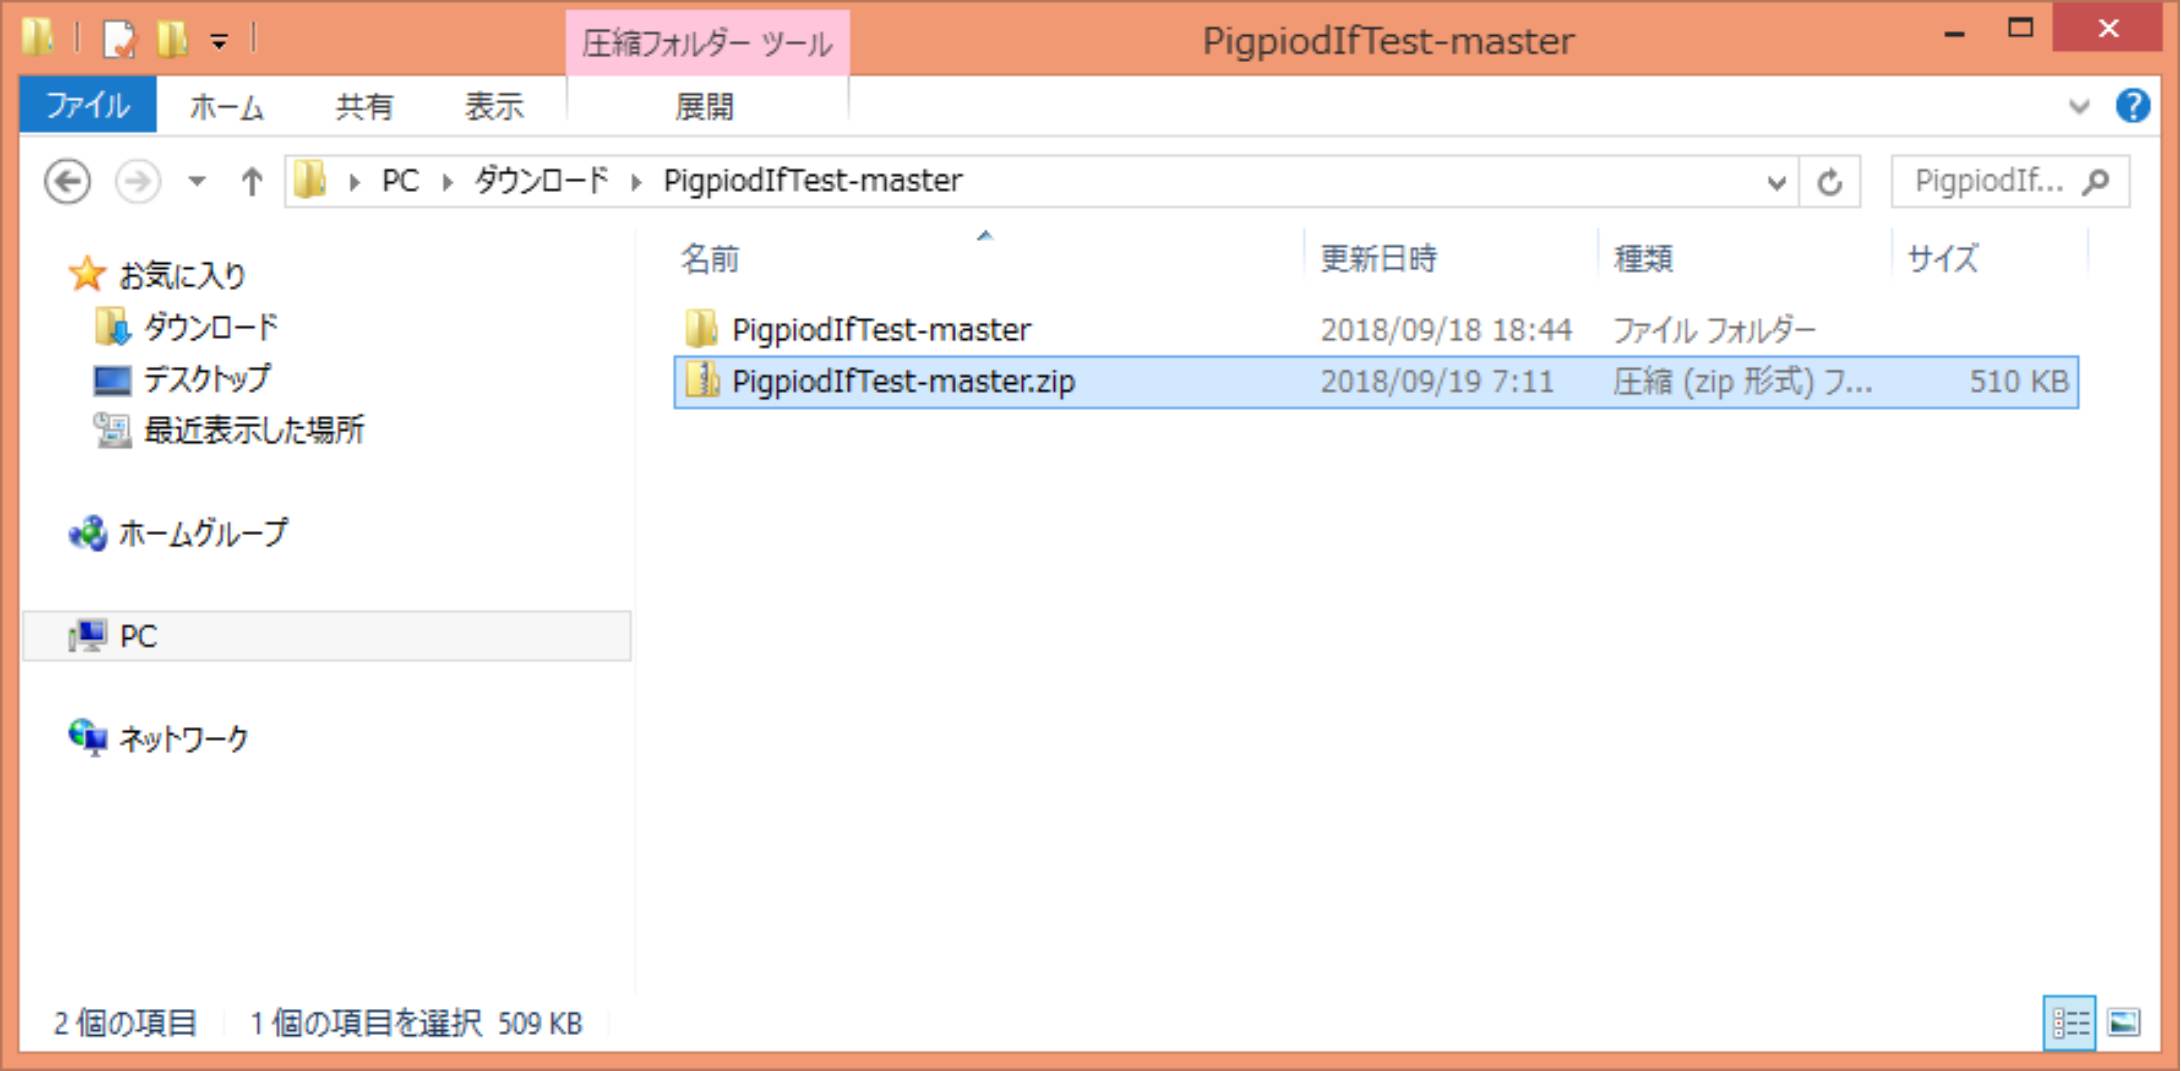 圧縮フォルダー ツール
PigpiodIfTest-master
ファイル ホーム 共有 表示 展開
PC ダウンロード PigpiodIfTest-master
PigpiodIf...
お気に入り
ダウンロード
デスクトップ
最近表示した場所
ホームグループ
PC
ネットワーク
名前 更新日時 種類 サイズ
PigpiodIfTest-master 2018/09/18 18:44 ファイル フォルダー
PigpiodIfTest-master.zip 2018/09/19 7:11 圧縮 (zip 形式) フ... 510 KB
2 個の項目 1 個の項目を選択 509 KB